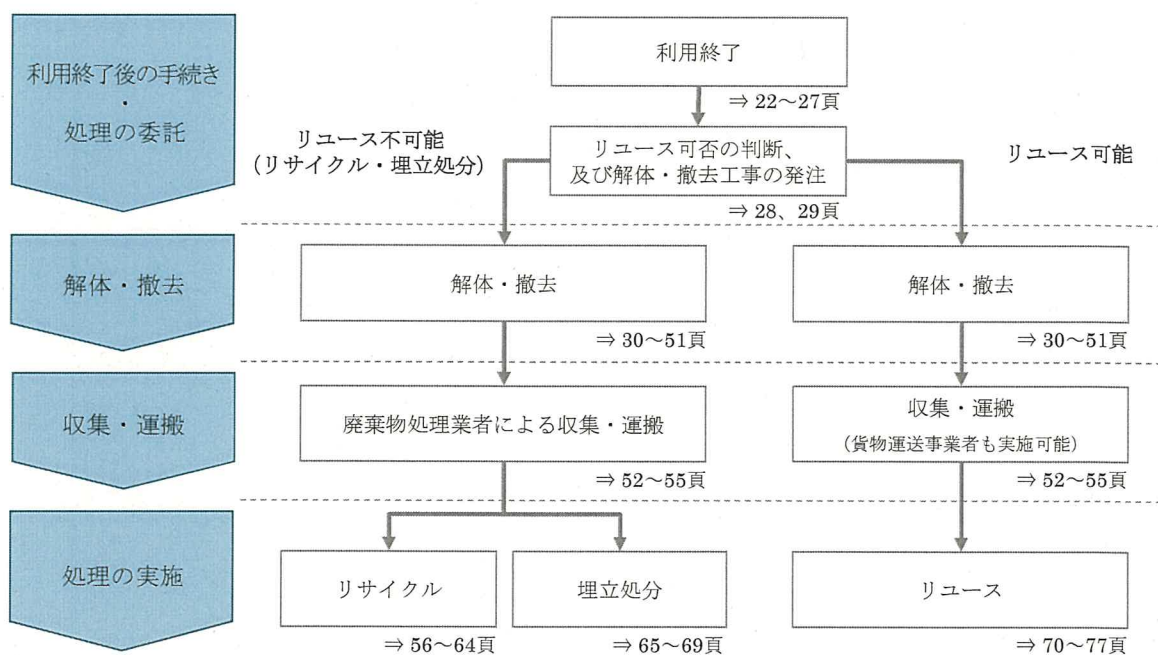 利用終了後の手続き
・
処理の委託
利用終了
⇒ 22～27頁
リユース不可能
(リサイクル・埋立処分)
リユース可否の判断、
及び解体・撤去工事の発注
リユース可能
⇒ 28、29頁
解体・撤去
解体・撤去
解体・撤去
⇒ 30～51頁
⇒ 30～51頁
収集・運搬
廃棄物処理業者による収集・運搬
収集・運搬
(貨物運送事業者も実施可能)
⇒ 52～55頁
⇒ 52～55頁
処理の実施
リサイクル
埋立処分
リユース
⇒ 56～64頁
⇒ 65～69頁
⇒ 70～77頁